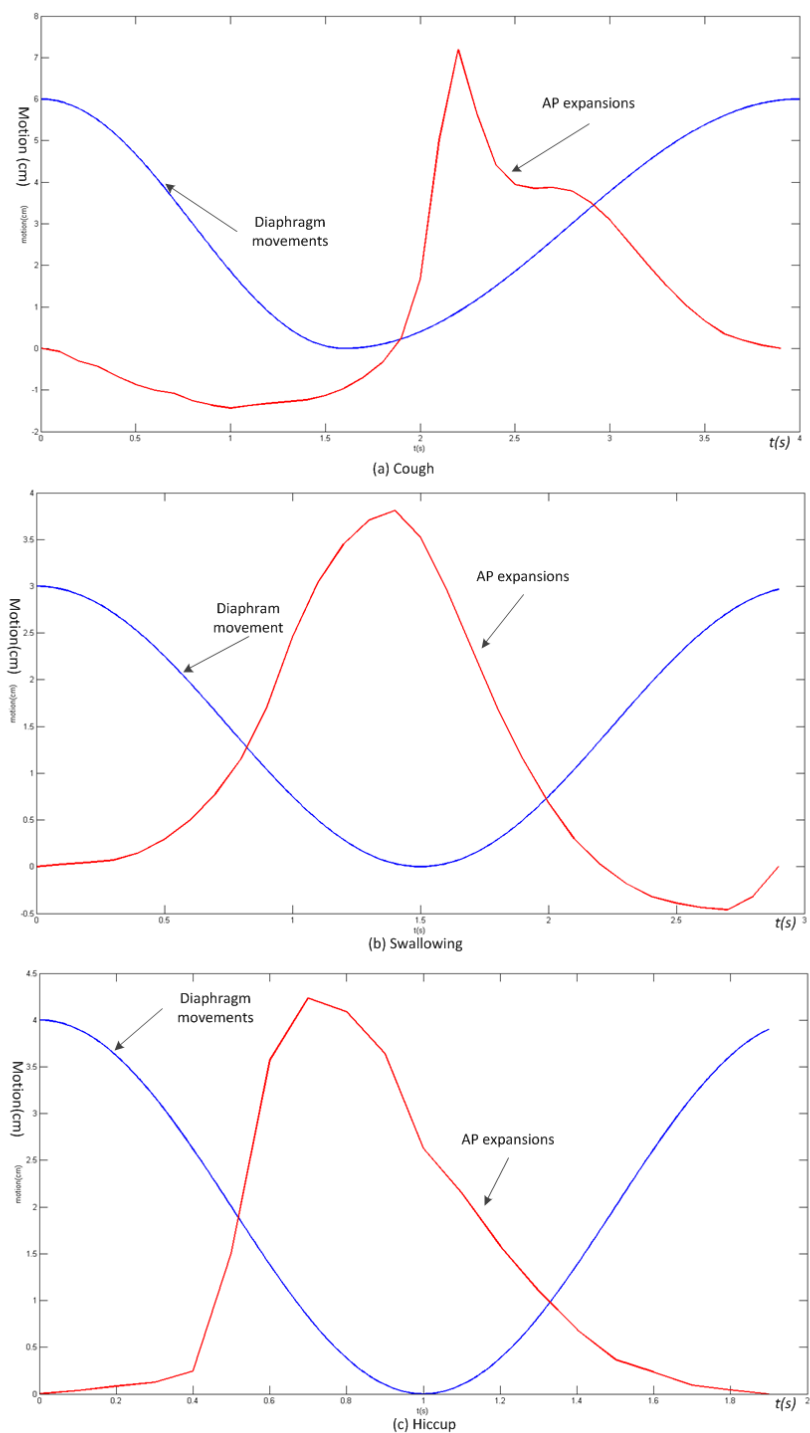 8
7
6
5
4
3
2
1
0
-1
-2
Motion (cm)
motion(cm)
AP expansions
Diaphragm
movements
0
0.5
1
1.5
2
2.5
3
3.5
4
t(s)
t(s)
(a) Cough
4
3.5
3
2.5
2
1.5
1
0.5
0
-0.5
Motion(cm)
motion(cm)
Diaphram
movement
AP expansions
0
0.5
1
1.5
2
2.5
3
t(s)
t(s)
(b) Swallowing
4.5
4
3.5
3
2.5
2
1.5
1
0.5
0
Motion(cm)
motion(cm)
Diaphragm
movements
AP expansions
0
0.2
0.4
0.6
0.8
1
1.2
1.4
1.6
1.8
2
t(s)
t(s)
(c) Hiccup